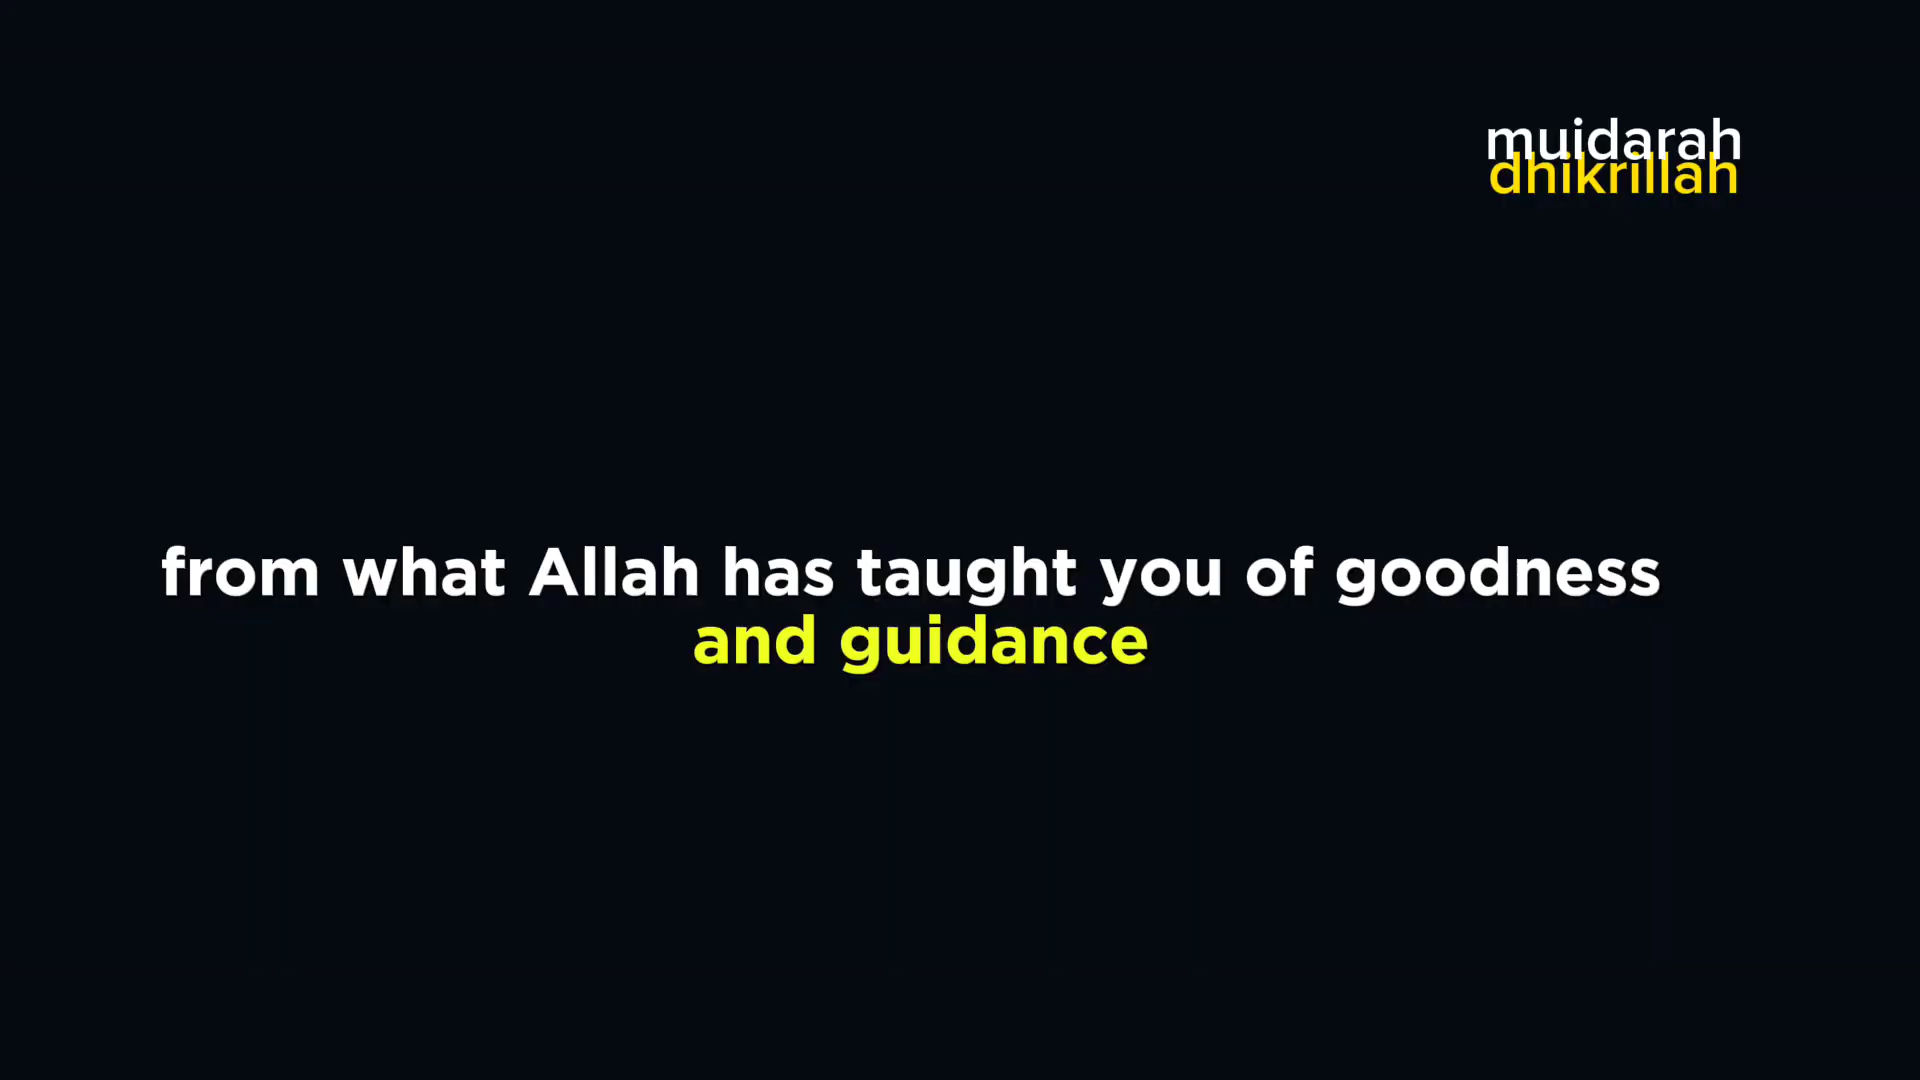 muidarah
dhikrillah
from what Allah has taught you of goodness
and guidance